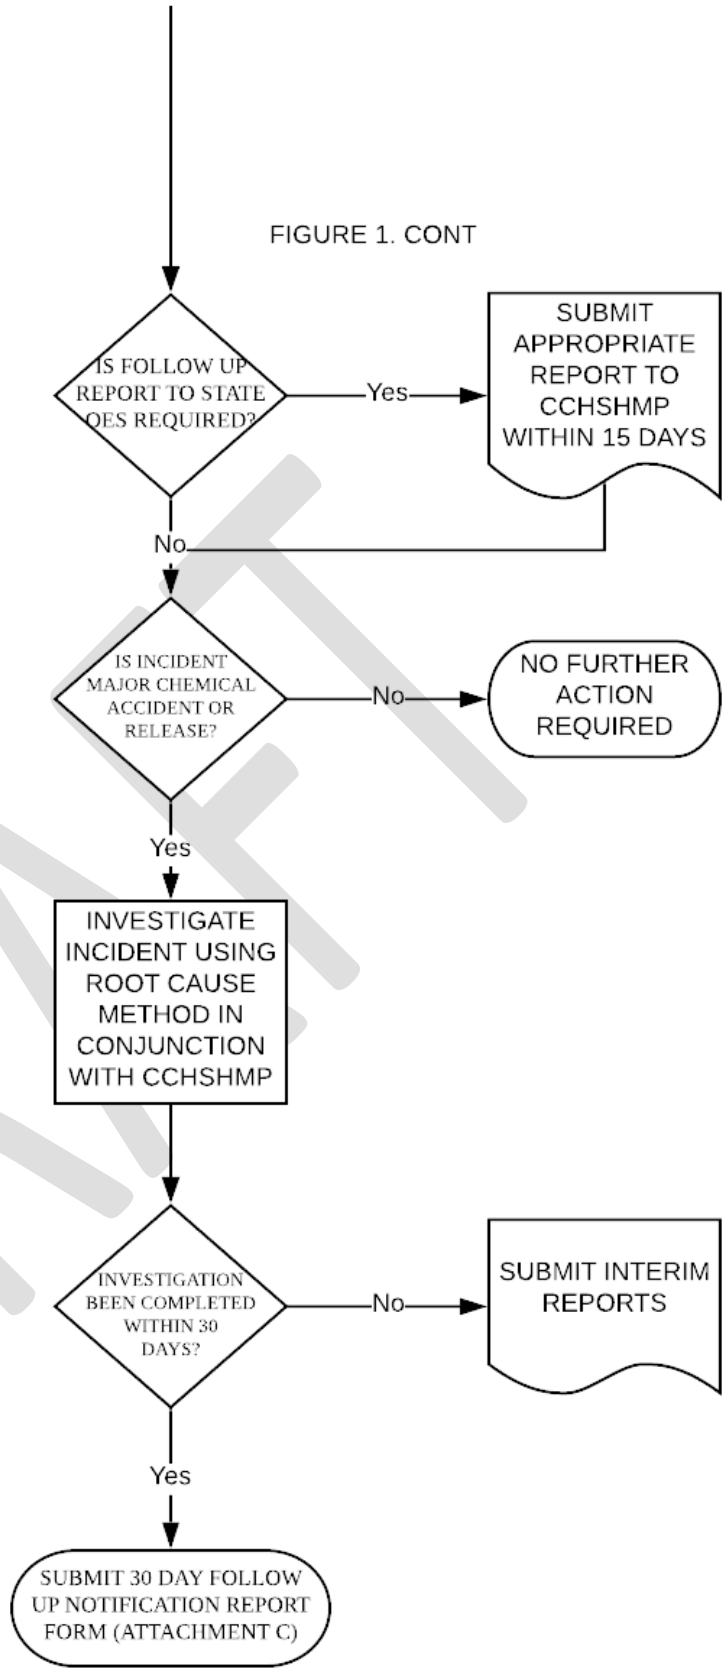 FIGURE 1. CONT
IS FOLLOW UP
REPORT TO STATE
OES REQUIRED?
Yes
SUBMIT
APPROPRIATE
REPORT TO
CCHSHMP
WITHIN 15 DAYS
No
IS INCIDENT
MAJOR CHEMICAL
ACCIDENT OR
RELEASE?
No
NO FURTHER
ACTION
REQUIRED
Yes
INVESTIGATE
INCIDENT USING
ROOT CAUSE
METHOD IN
CONJUNCTION
WITH CCHSHMP
INVESTIGATION
BEEN COMPLETED
WITHIN 30
DAYS?
No
SUBMIT INTERIM
REPORTS
Yes
SUBMIT 30 DAY FOLLOW
UP NOTIFICATION REPORT
FORM (ATTACHMENT C)